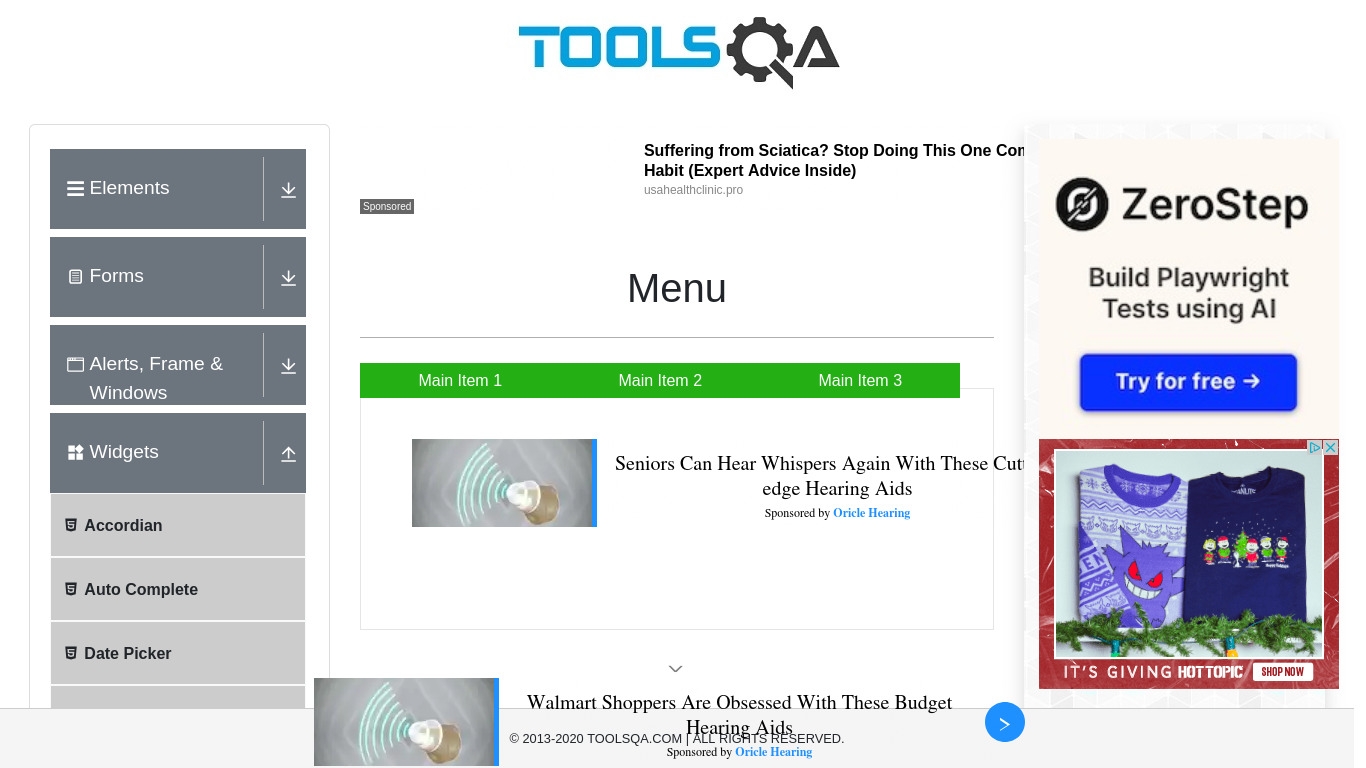 TOOLSQA
Elements
Forms
Alerts, Frame &
Windows
Widgets
Accordian
Auto Complete
Date Picker
Suffering from Sciatica? Stop Doing This One
Habit (Expert Advice Inside)
usahealthclinic.pro
Sponsored
Menu
Main Item 1
Main Item 2
Main Item 3
Seniors Can Hear Whispers Again With These
edge Hearing Aids
Sponsored by Oricle Hearing
Walmart Shoppers Are Obsessed With These Budget
Hearing Aids
Sponsored by Oricle Hearing
© 2013-2020 TOOLSQA.COM | ALL RIGHTS RESERVED.
ZeroStep
Build Playwright
Tests using AI
Try for free →
IT'S GIVING HOT TOPIC SHOP NOW